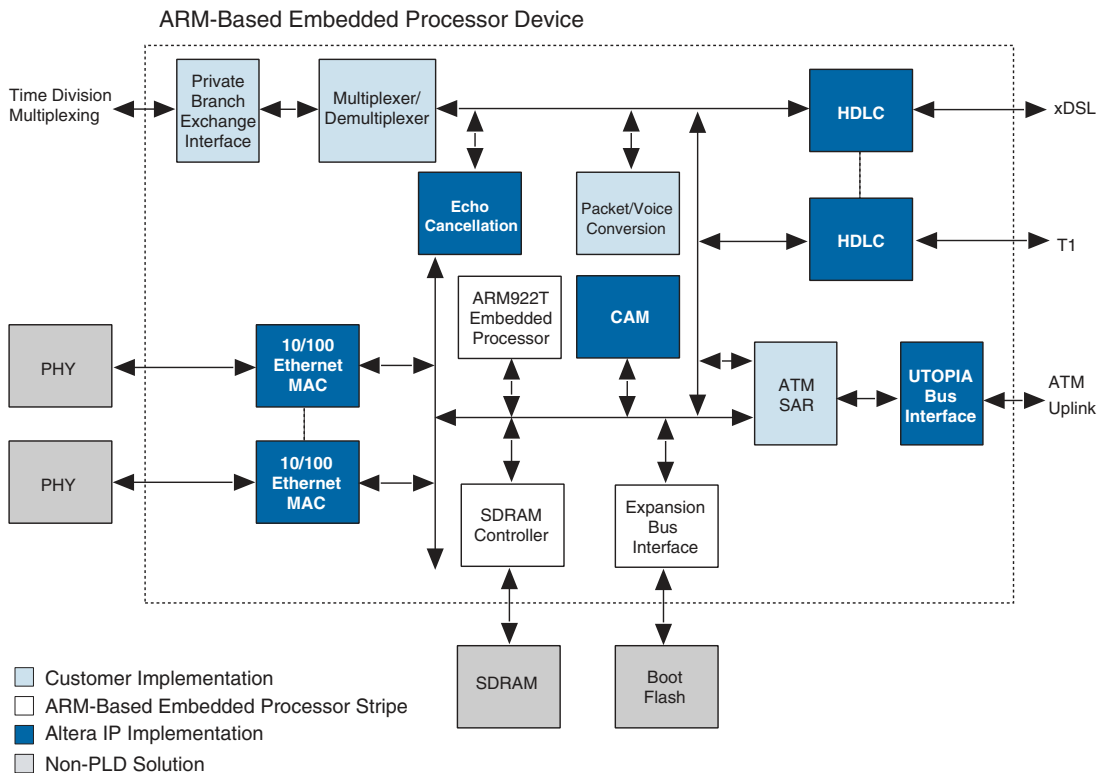 ARM-Based Embedded Processor Device
Time Division
Multiplexing
Private
Branch
Exchange
Interface
Multiplexer/
Demultiplexer
HDLC
xDSL
Echo
Cancellation
Packet/Voice
Conversion
HDLC
T1
ARM922T
Embedded
Processor
CAM
PHY
10/100
Ethernet
MAC
ATM
SAR
UTOPIA
Bus
Interface
ATM
Uplink
PHY
10/100
Ethernet
MAC
SDRAM
Controller
Expansion
Bus
Interface
SDRAM
Boot
Flash
Customer Implementation
ARM-Based Embedded Processor Stripe
Altera IP Implementation
Non-PLD Solution